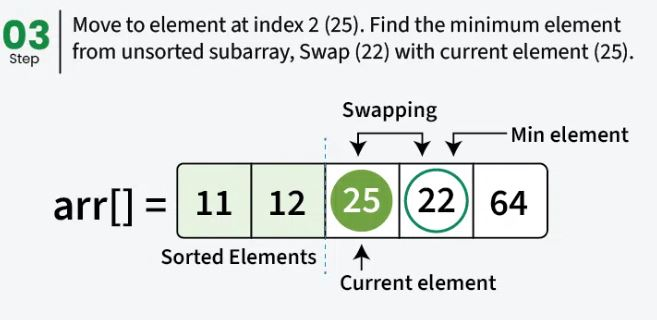 03
Step
Move to element at index 2 (25). Find the minimum element
from unsorted subarray, Swap (22) with current element (25).
Swapping
Min element
arr[] = 11 12 25 22 64
Sorted Elements
Current element